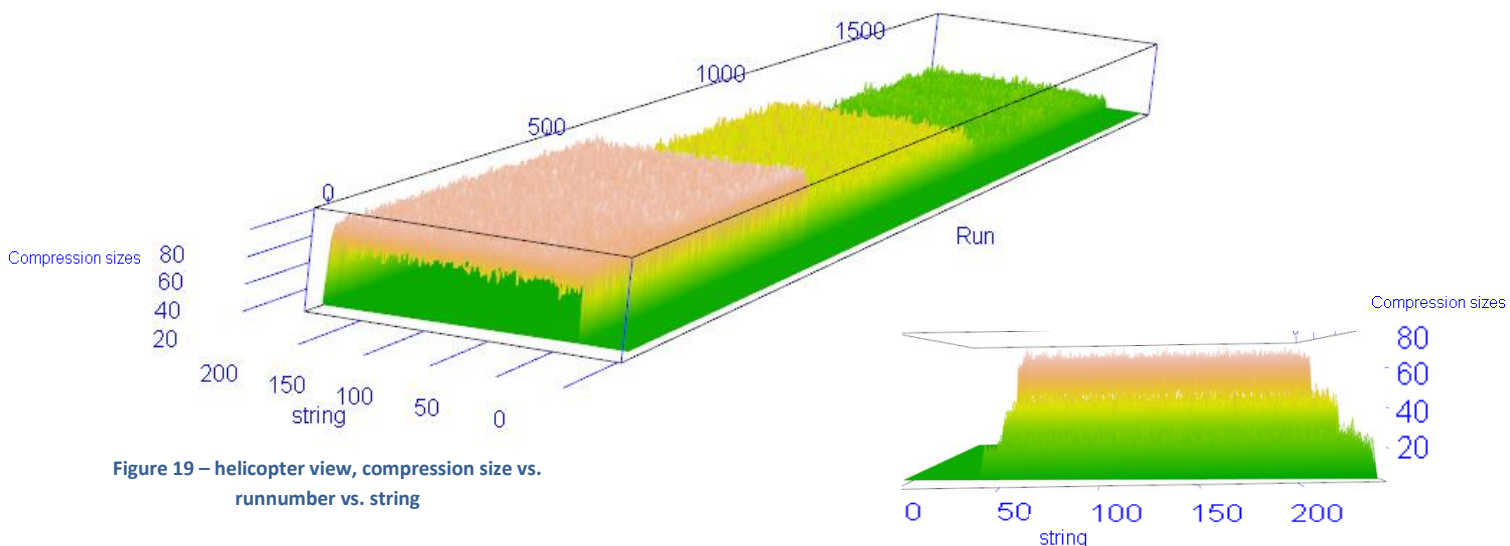 1500
1000
500
0
Compression sizes 80
60
40
20
200 150 100 50 0
string
Run
Figure 19 – helicopter view, compression size vs.
runnumber vs. string
Compression sizes
80
60
40
20
0 50 100 150 200
string